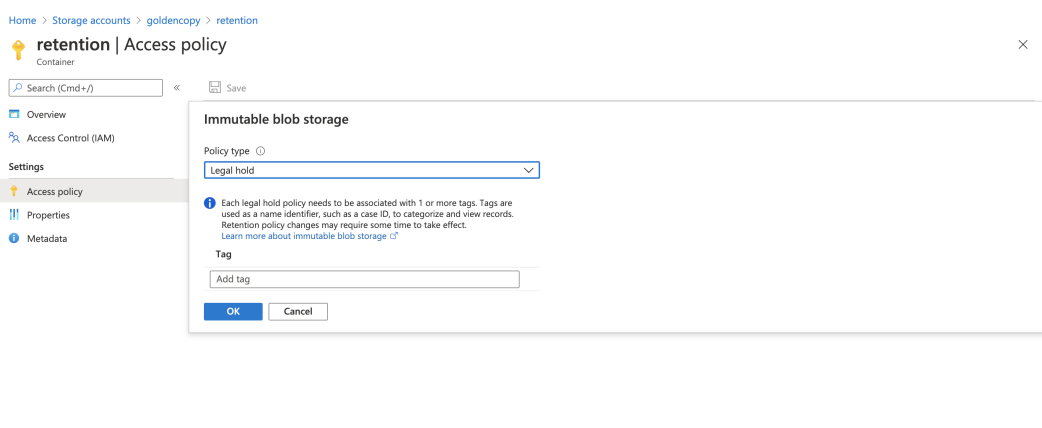 Home > Storage accounts > goldencopy > retention
retention | Access policy
Container
Search (Cmd+/)
«
Save
Overview
Access Control (IAM)
Settings
Access policy
Properties
Metadata
Immutable blob storage
Policy type
Legal hold
Each legal hold policy needs to be associated with 1 or more tags. Tags are
used as a name identifier, such as a case ID, to categorize and view records.
Retention policy changes may require some time to take effect.
Learn more about immutable blob storage
Tag
Add tag
OK
Cancel